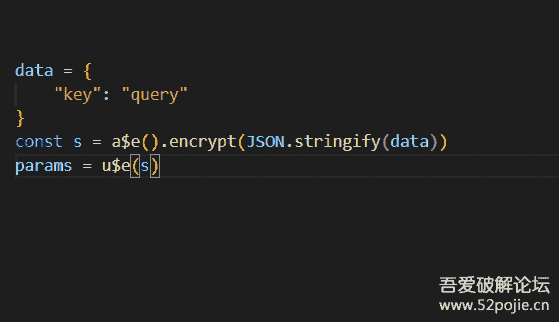 data = {
    "key": "query"
}
const s = a$e().encrypt(JSON.stringify(data))
params = u$e(s)
吾爱破解论坛
www.52pojie.cn